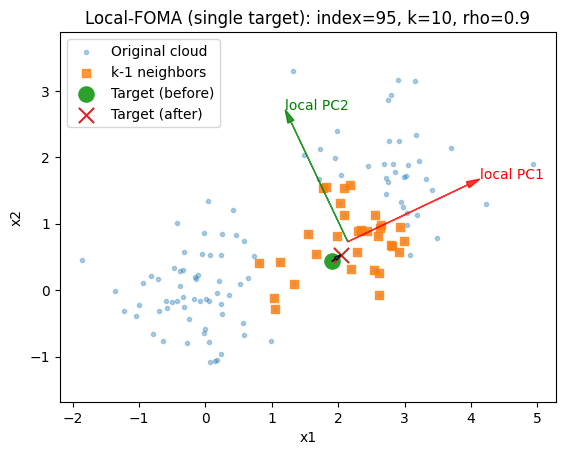 Local-FOMA (single target): index=95, k=10, rho=0.9
Original cloud
k-1 neighbors
Target (before)
Target (after)
local PC2
local PC1
x2
3
2
1
0
−1
−2
−1
0
1
2
3
4
5
x1